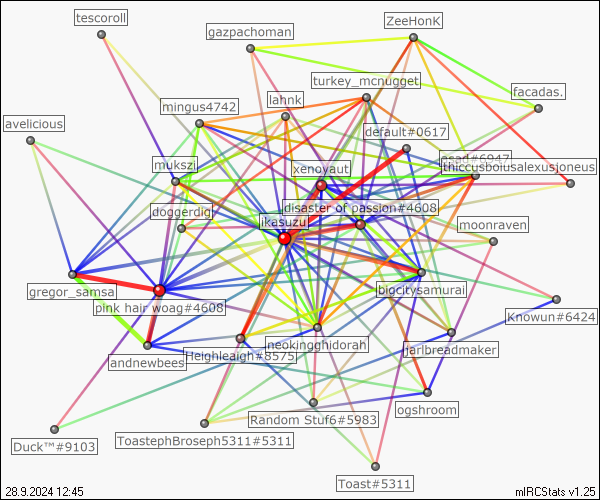 tescoroll
gazpachoman
ZeeHonK
turkey_mcnugget
facadas.
mingus4742
lahnk
avelicious
default#0617
mukszi
xenoyaut
asad#6947
thiccusboiusalexusjoneus
doggerdigi
disaster of passion#4608
ikasuzu
moonraven
gregor_samsa
bigcitysamurai
pink hair woag#4608
Knowun#6424
neokingghidorah
jarlbreadmaker
andnewbees
Heighleaigh#8575
ogshroom
Random Stuf6#5983
Duck™#9103
ToastephBroseph5311#5311
Toast#5311
28.9.2024 12:45
mIRCStats v1.25